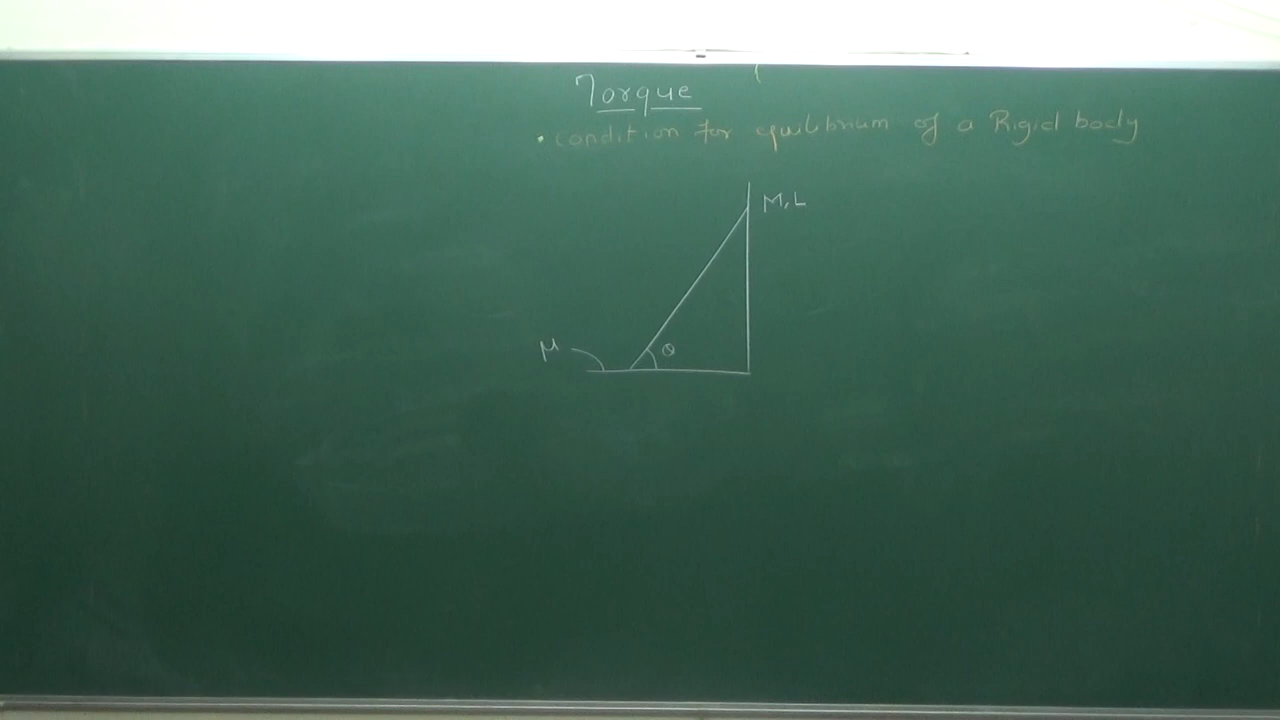 Torque
• condition for equilibrium of a Rigid body
M, L
μ
θ